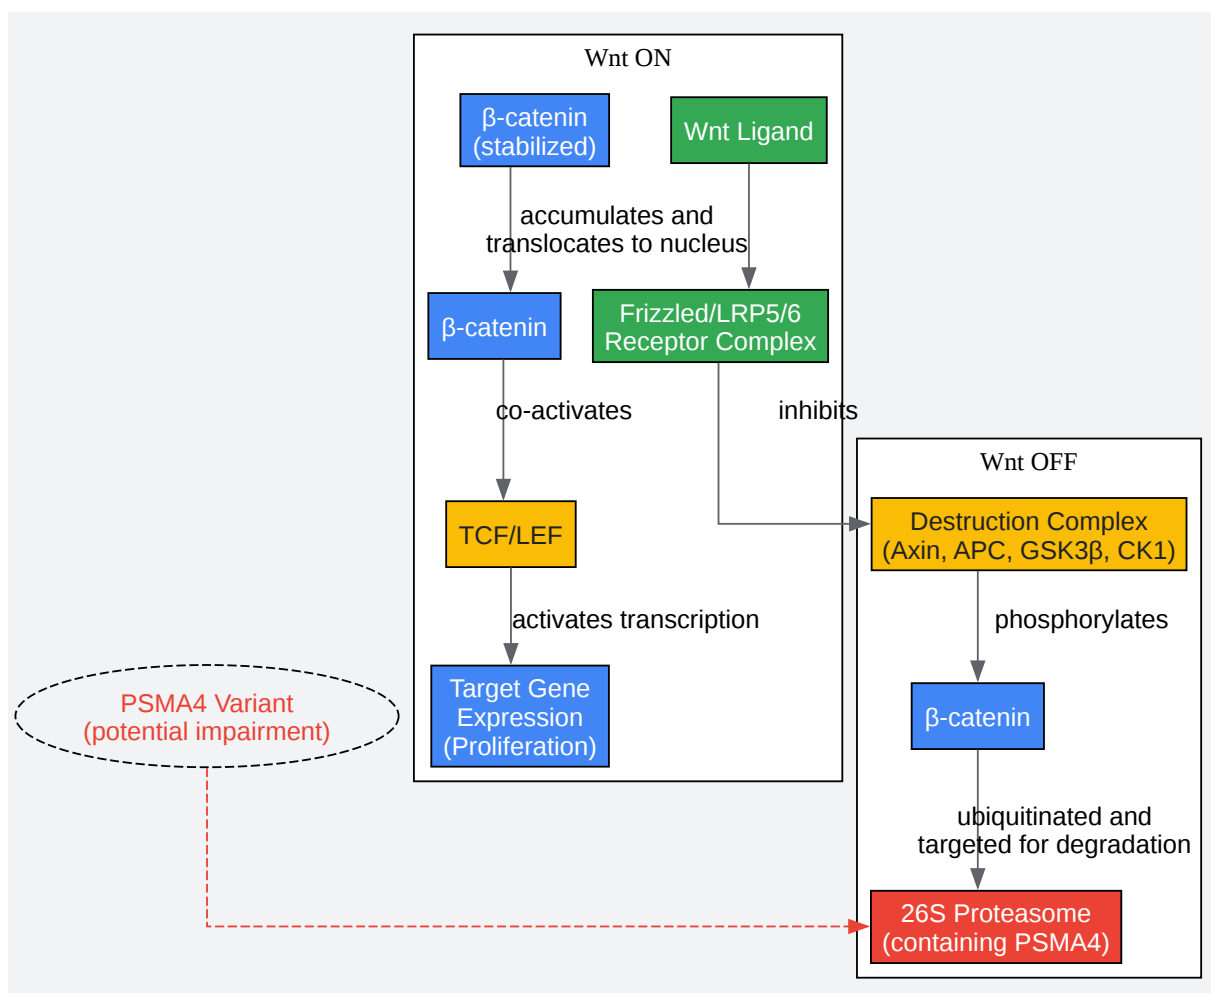 Wnt ON
β-catenin
(stabilized)
Wnt Ligand
accumulates and
translocates to nucleus
β-catenin
Frizzled/LRP5/6
Receptor Complex
co-activates
inhibits
Wnt OFF
TCF/LEF
Destruction Complex
(Axin, APC, GSK3β, CK1)
activates transcription
phosphorylates
PSMA4 Variant
(potential impairment)
Target Gene
Expression
(Proliferation)
β-catenin
ubiquitinated and
targeted for degradation
26S Proteasome
(containing PSMA4)